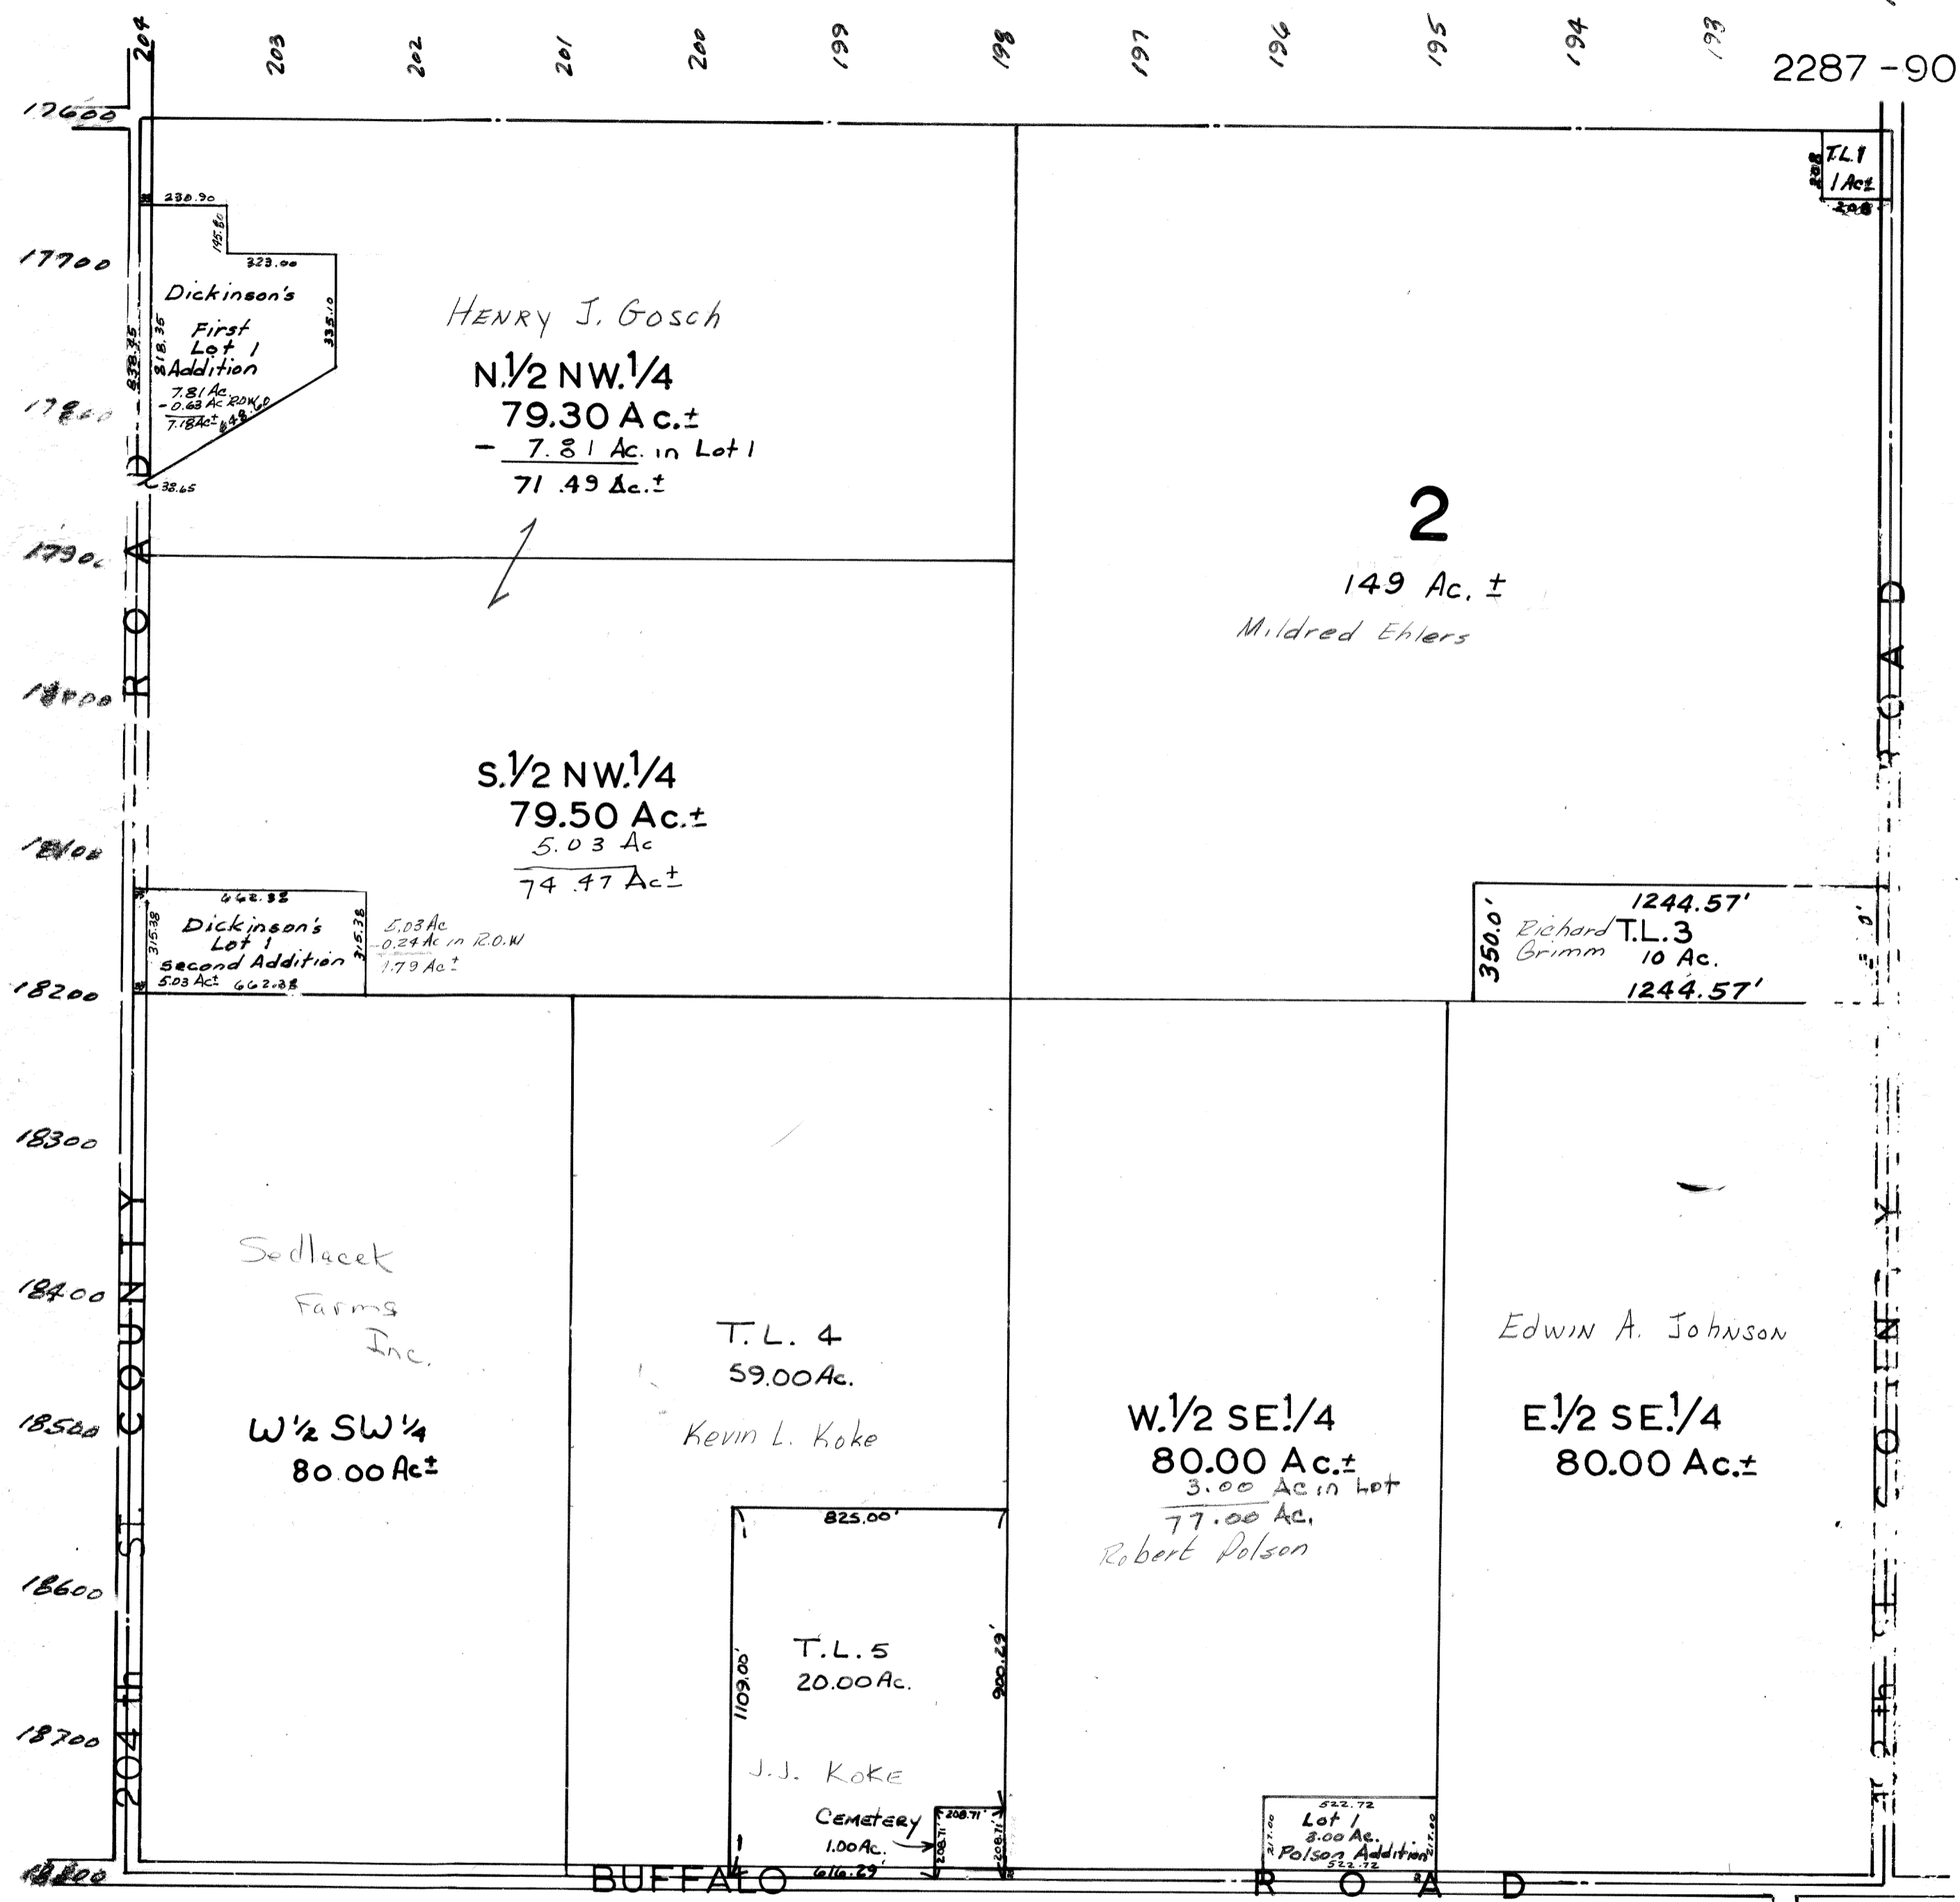 204
203
202
201
200
199
198
197
196
195
194
193
2287-90
17600
17700
17900
18200
18300
18400
18500
18600
18700
T.L.1
1 Ac±
208
208
230.90
195.80
323.00
335.10
Dickinson's
First
Lot 1
Addition
818.35
838.45
7.81 Ac.
- 0.63 Ac R.O.W.
7.18 Ac±
38.65
HENRY J. Gosch
N.1/2 NW.1/4
79.30 Ac.±
- 7.81 Ac. in Lot 1
71.49 Ac.±
2
149 Ac. ±
Mildred Ehlers
S.1/2 NW.1/4
79.50 Ac.±
5.03 Ac
74.47 Ac±
662.38
Dickinson's
Lot 1
Second Addition
5.03 Ac± 662.38
315.38
315.38
5.03 Ac
-0.24 Ac in R.O.W
1244.57'
350.0'
Richard
Grimm
T.L.3
10 Ac.
1244.57'
Sedlacek
Farms
Inc.
W 1/2 SW 1/4
80.00 Ac±
T.L. 4
59.00 Ac.
Kevin L. Koke
825.00'
1109.00'
900.29'
T.L.5
20.00 Ac.
J.J. KOKE
CEMETERY
1.00 Ac.
208.71'
208.71'
208.71'
616.29'
W.1/2 SE.1/4
80.00 Ac.±
3.00 Ac in Lot
77.00 Ac.
Robert Polson
EDWIN A. JOHNSON
E.1/2 SE.1/4
80.00 Ac.±
522.72
Lot 1
3.00 Ac.
Polson Addition
522.72
217.00
217.00
204th ST. COUNTY ROAD
BUFFALO ROAD
COUNTY ROAD